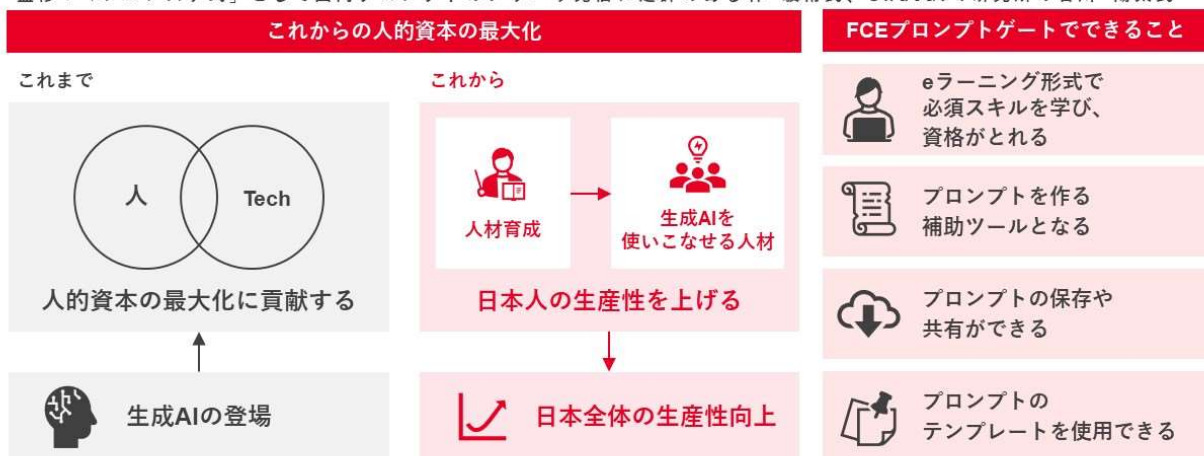 これからの人的資本の最大化
これまで
人
Tech
人的資本の最大化に貢献する
生成AIの登場
これから
人材育成
生成AIを
使いこなせる人材
日本人の生産性を上げる
日本全体の生産性向上
FCEプロンプトゲートでできること
eラーニング形式で
必須スキルを学び、
資格がとれる
プロンプトを作る
補助ツールとなる
プロンプトの保存や
共有ができる
プロンプトの
テンプレートを使用できる